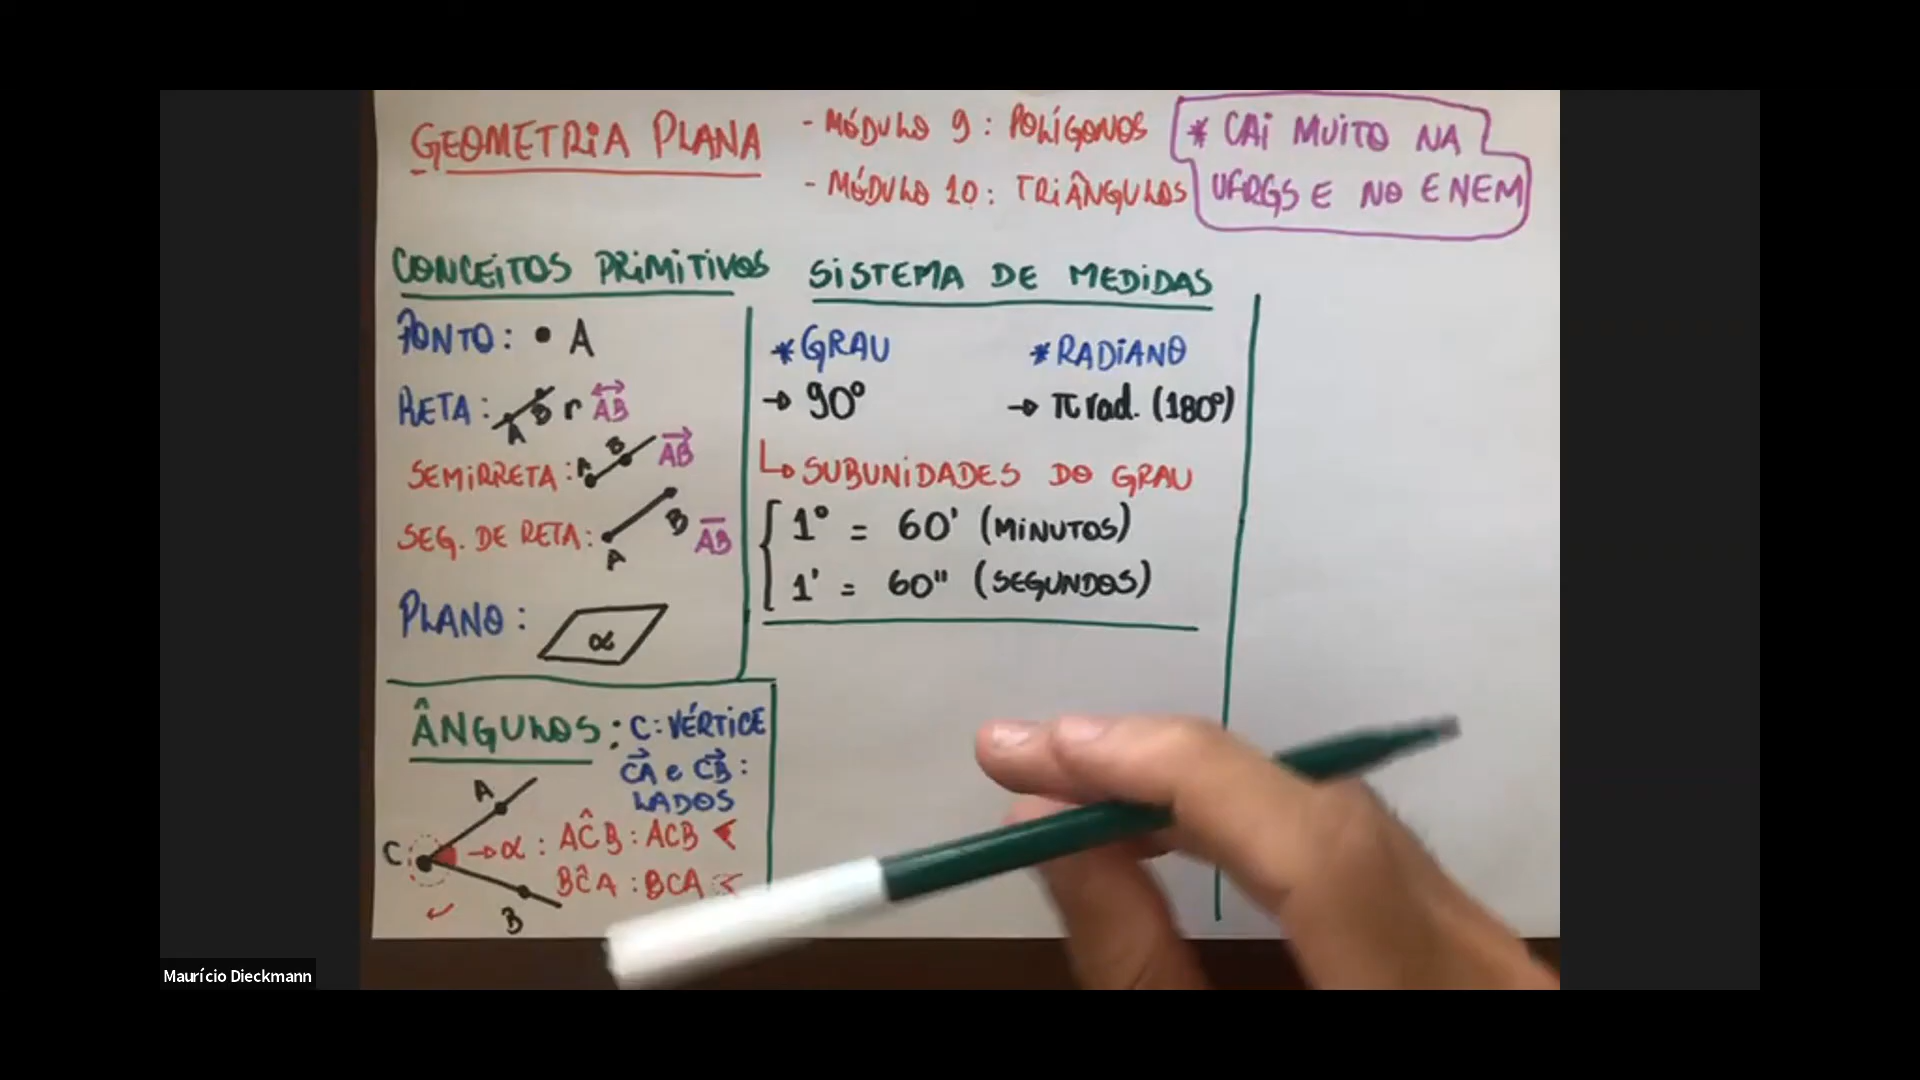 GEOMETRIA PLANA
- MÓDULO 9: POLÍGONOS
- MÓDULO 10: TRIÂNGULOS
* CAI MUITO NA
UFRGS E NO ENEM
CONCEITOS PRIMITIVOS
PONTO: • A
RETA: A B r AB
SEMIRRETA: A B AB
SEG. DE RETA: A B AB
PLANO: α
ÂNGULOS: C: VÉRTICE
CA e CB:
LADOS
A
C → α: AĈB: ACB
BĈA: BCA
B
SISTEMA DE MEDIDAS
* GRAU
→ 90°
* RADIANO
→ π rad. (180°)
↳ SUBUNIDADES DO GRAU
1° = 60' (MINUTOS)
1' = 60" (SEGUNDOS)
Maurício Dieckmann